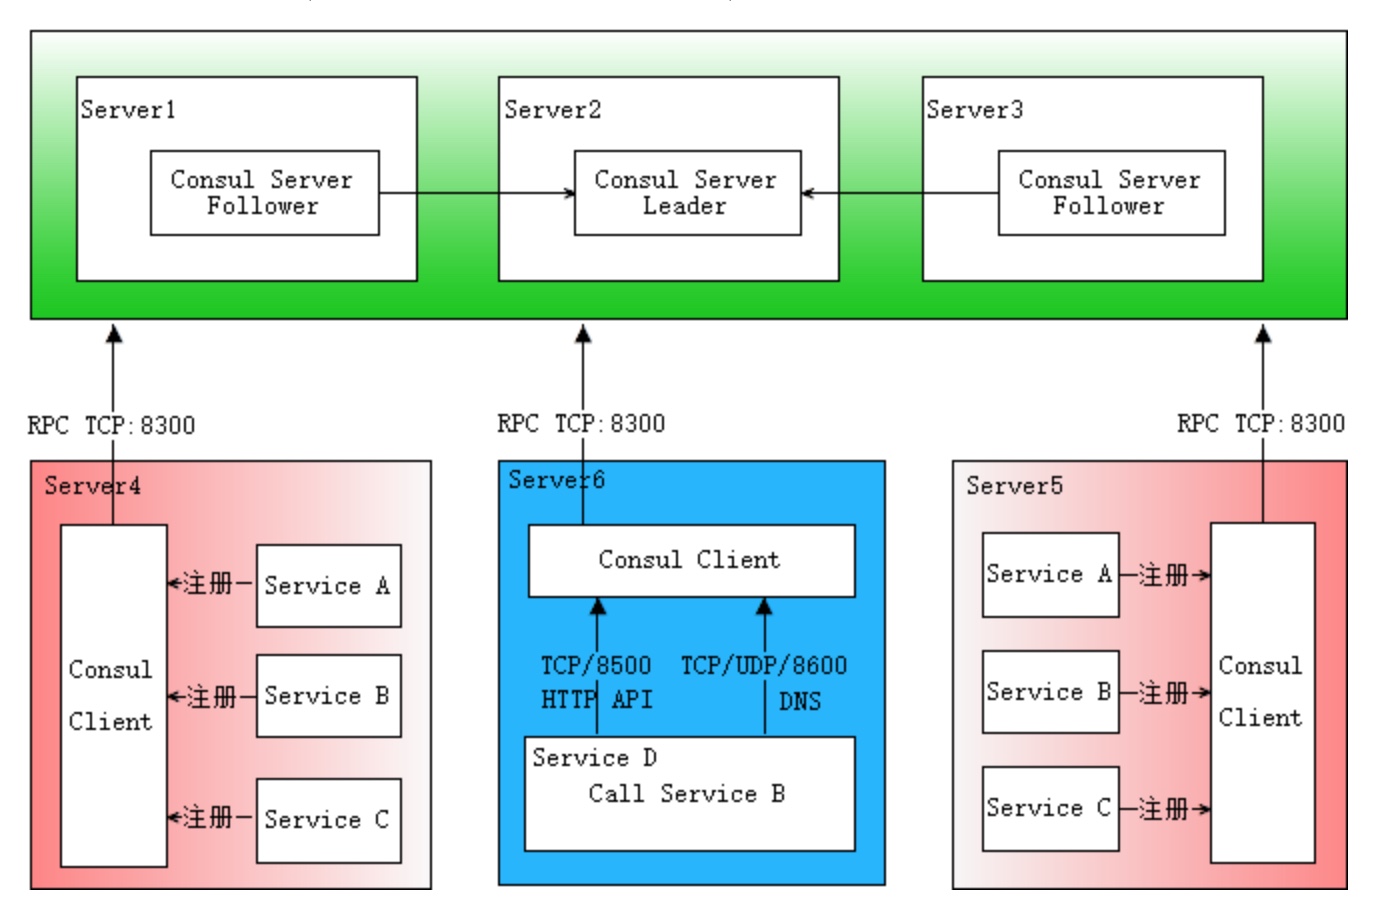 Server1
Consul Server
Follower
Server2
Consul Server
Leader
Server3
Consul Server
Follower
RPC TCP:8300
RPC TCP:8300
RPC TCP:8300
Server4
Consul
Client
注册
Service A
注册
Service B
注册
Service C
Server6
Consul Client
TCP/8500
HTTP API
TCP/UDP/8600
DNS
Service D
Call Service B
Server5
Service A
注册
Service B
注册
Service C
注册
Consul
Client